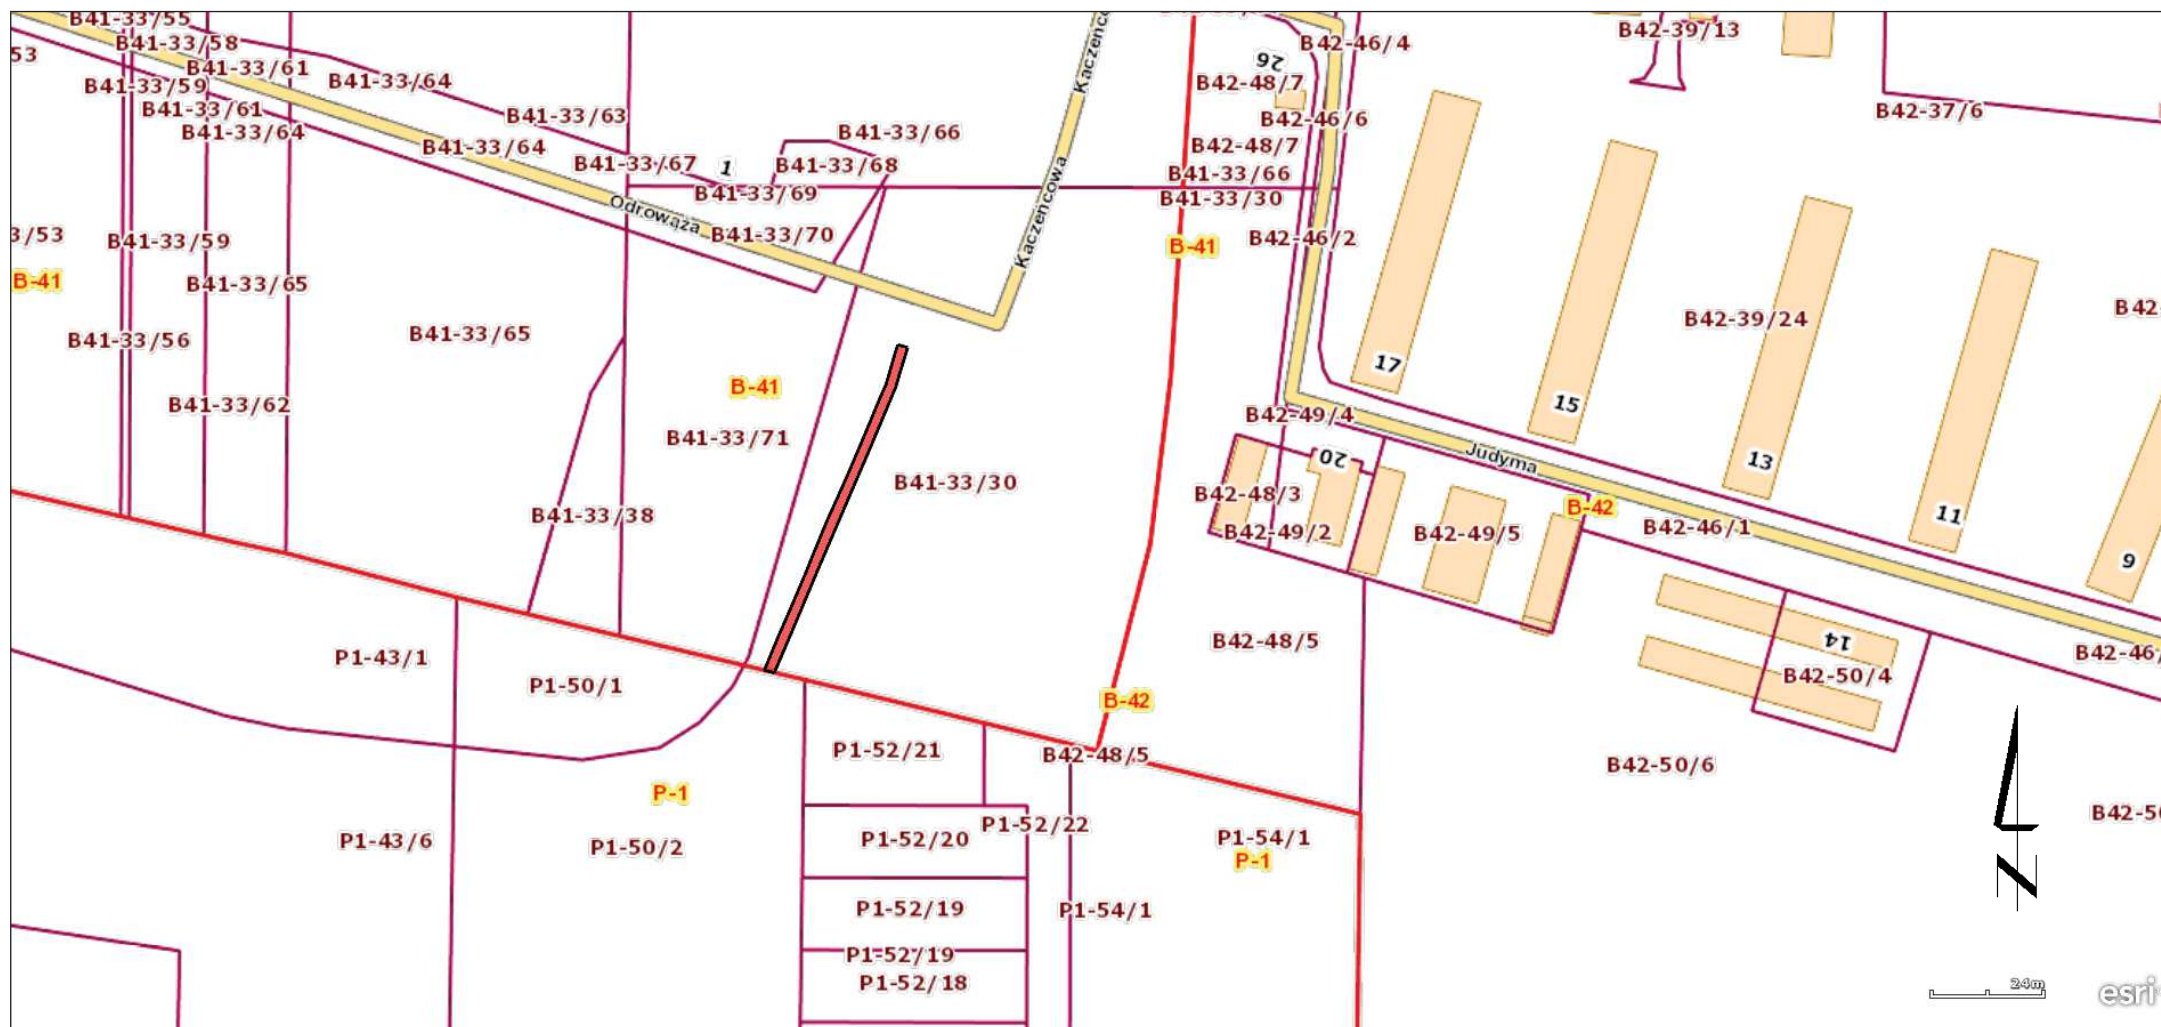 B41-33/55
B41-33/58
53
B41-33/61
B41-33/59
B41-33/64
B41-33/61
B41-33/64
B41-33/63
B41-33/64
B41-33/67
1
B41-33/66
B41-33/68
B41-33/69
Odrowąża
B41-33/70
Kaczeńco
Kaczeńcowa
B42-46/4
26
B42-48/7
B42-46/6
B42-48/7
B41-33/66
B41-33/30
B42-46/2
B-41
B42-39/13
B42-37/6
3/53
B41-33/59
B-41
B41-33/65
B41-33/56
B41-33/65
B41-33/62
B-41
B41-33/71
B41-33/38
B41-33/30
B42-39/24
B42-
17
15
13
11
9
B42-49/4
Judyma
20
B42-48/3
B42-49/2
B42-49/5
B-42
B42-46/1
14
B42-46/
B42-50/4
P1-43/1
P1-50/1
B42-48/5
B-42
P1-52/21
B42-48/5
B42-50/6
P-1
P1-43/6
P1-50/2
P1-52/20
P1-52/22
P1-54/1
P-1
P1-52/19
P1-54/1
P1-52/19
P1-52/18
N
24m
esri